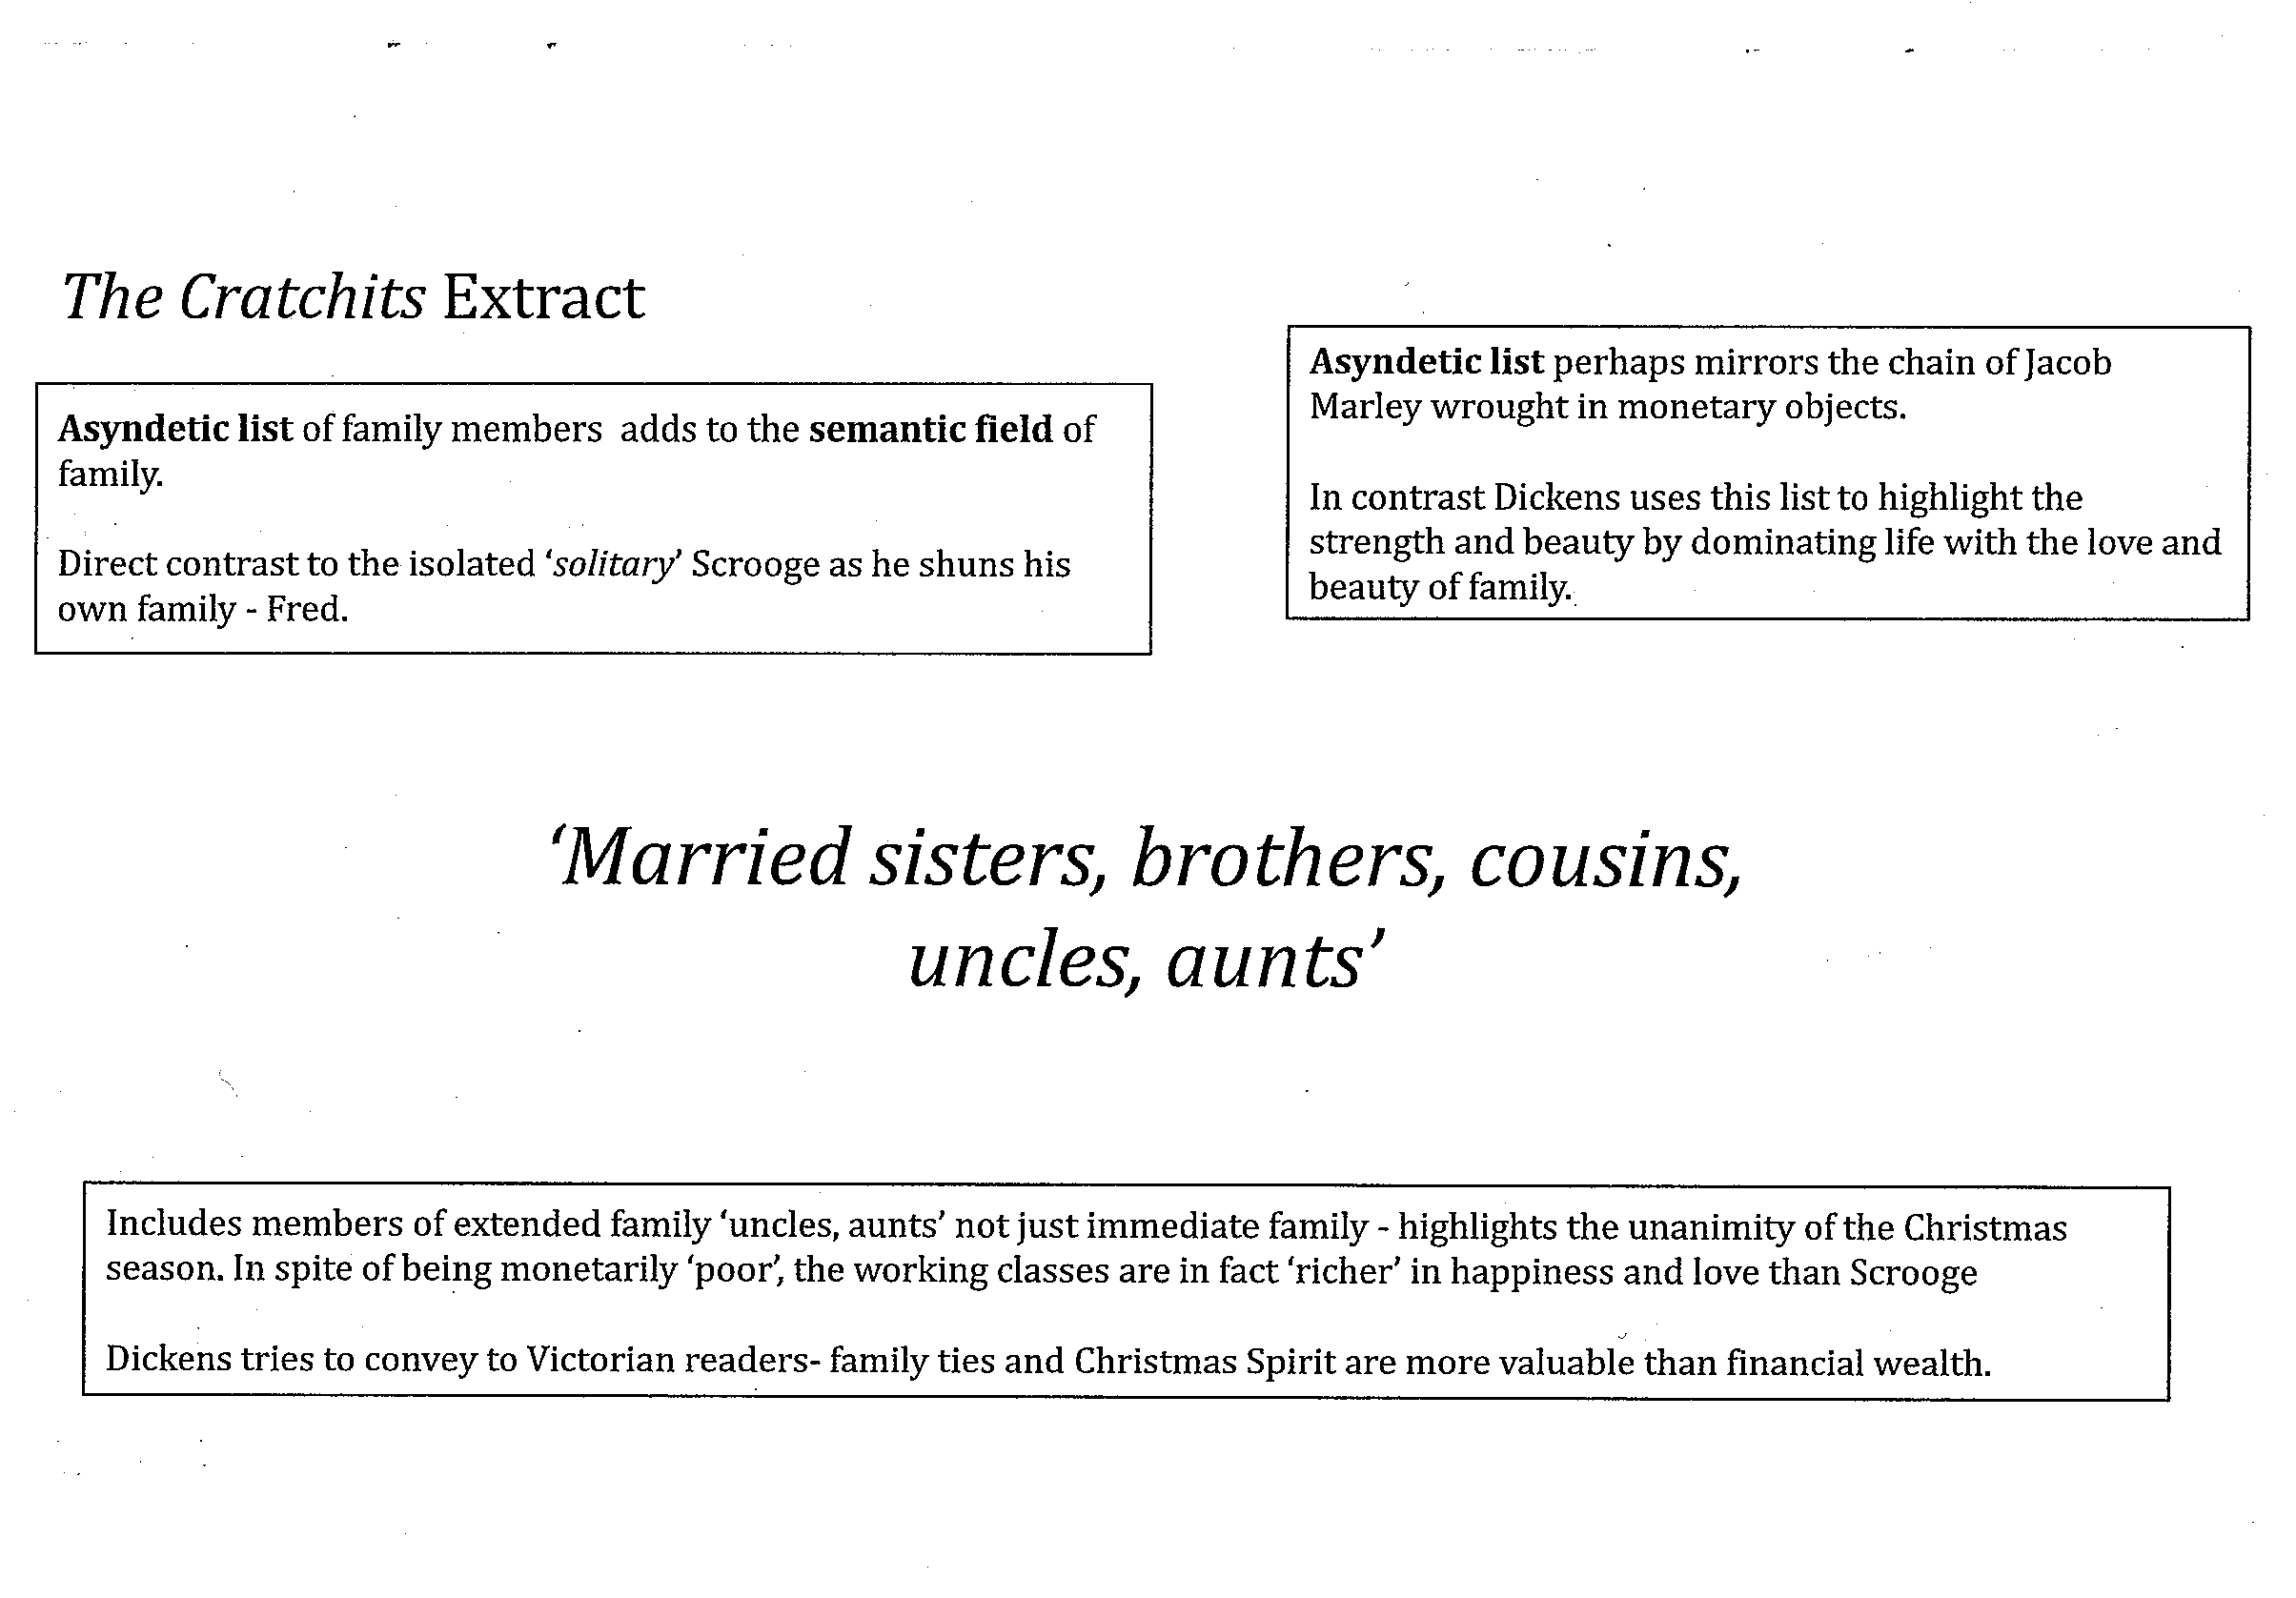 The Cratchits Extract
Asyndetic list of family members adds to the semantic field of
family.
Direct contrast to the isolated ‘solitary’ Scrooge as he shuns his
own family - Fred.
Asyndetic list perhaps mirrors the chain of Jacob
Marley wrought in monetary objects.
In contrast Dickens uses this list to highlight the
strength and beauty by dominating life with the love and
beauty of family.
‘Married sisters, brothers, cousins,
uncles, aunts’
Includes members of extended family ‘uncles, aunts’ not just immediate family - highlights the unanimity of the Christmas
season. In spite of being monetarily ‘poor’, the working classes are in fact ‘richer’ in happiness and love than Scrooge
Dickens tries to convey to Victorian readers- family ties and Christmas Spirit are more valuable than financial wealth.